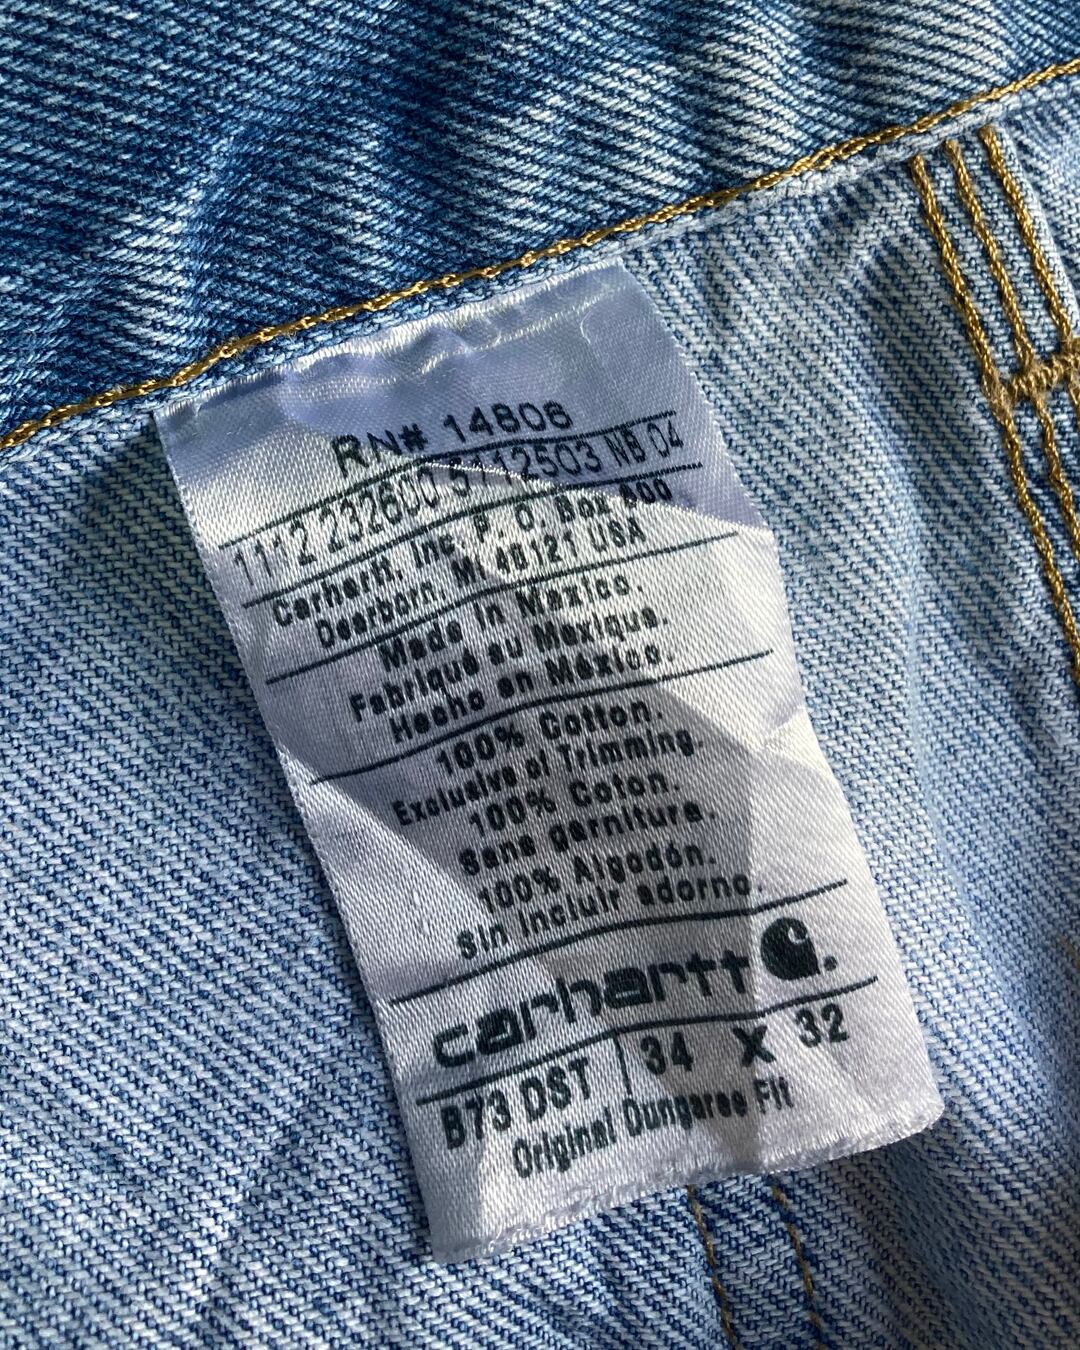 RN# 14806
1112 232600 5112503 NB 04
Carhartt, Inc. P. O. Box 600
Dearborn, MI 48121 USA
Made in Mexico.
Fabriqué au Mexique.
Hecho en México.
100% Cotton.
Exclusive of Trimming.
100% Coton.
Sans garniture.
100% Algodón.
Sin incluir adorno.
carhartt
B73 DST 34 X 32
Original Dungaree Fit